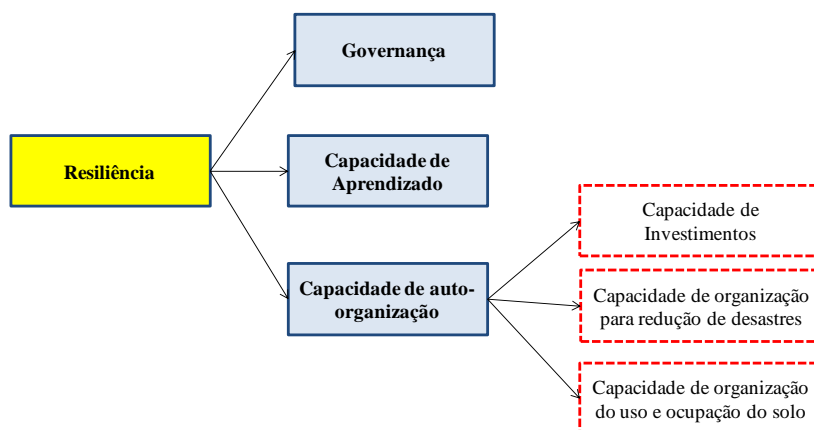 Governança
Resiliência
Capacidade de
Aprendizado
Capacidade de auto-
organização
Capacidade de
Investimentos
Capacidade de organização
para redução de desastres
Capacidade de organização
do uso e ocupação do solo